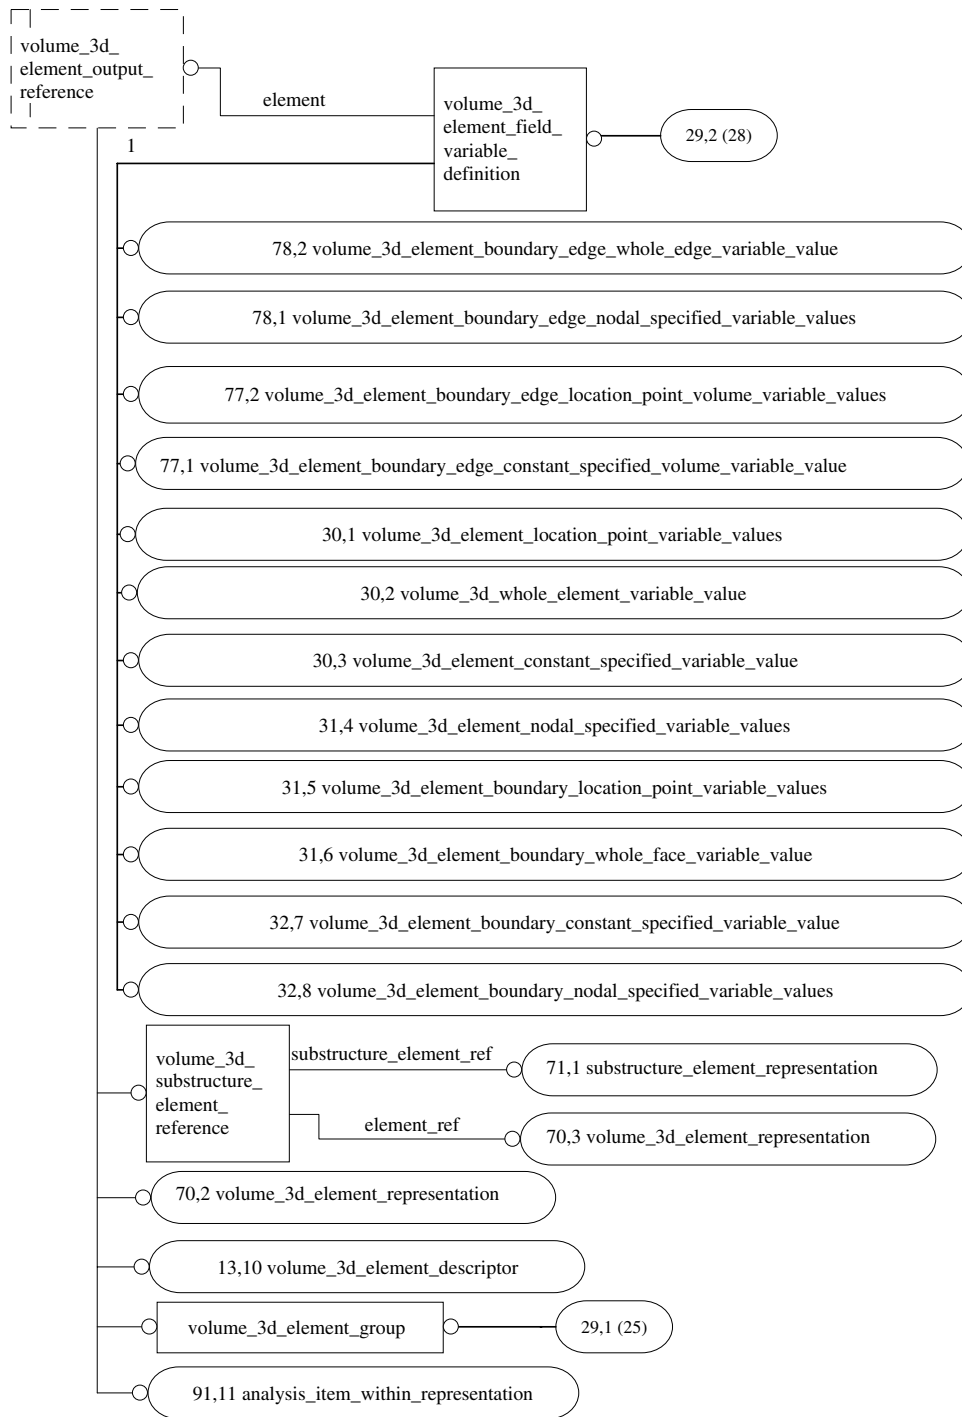 volume_3d_
element_output_
reference
element
volume_3d_
element_field_
variable_
definition
29,2 (28)
1
78,2 volume_3d_element_boundary_edge_whole_edge_variable_value
78,1 volume_3d_element_boundary_edge_nodal_specified_variable_values
77,2 volume_3d_element_boundary_edge_location_point_volume_variable_values
77,1 volume_3d_element_boundary_edge_constant_specified_volume_variable_value
30,1 volume_3d_element_location_point_variable_values
30,2 volume_3d_whole_element_variable_value
30,3 volume_3d_element_constant_specified_variable_value
31,4 volume_3d_element_nodal_specified_variable_values
31,5 volume_3d_element_boundary_location_point_variable_values
31,6 volume_3d_element_boundary_whole_face_variable_value
32,7 volume_3d_element_boundary_constant_specified_variable_value
32,8 volume_3d_element_boundary_nodal_specified_variable_values
volume_3d_
substructure_
element_
reference
substructure_element_ref
71,1 substructure_element_representation
element_ref
70,3 volume_3d_element_representation
70,2 volume_3d_element_representation
13,10 volume_3d_element_descriptor
volume_3d_element_group
29,1 (25)
91,11 analysis_item_within_representation